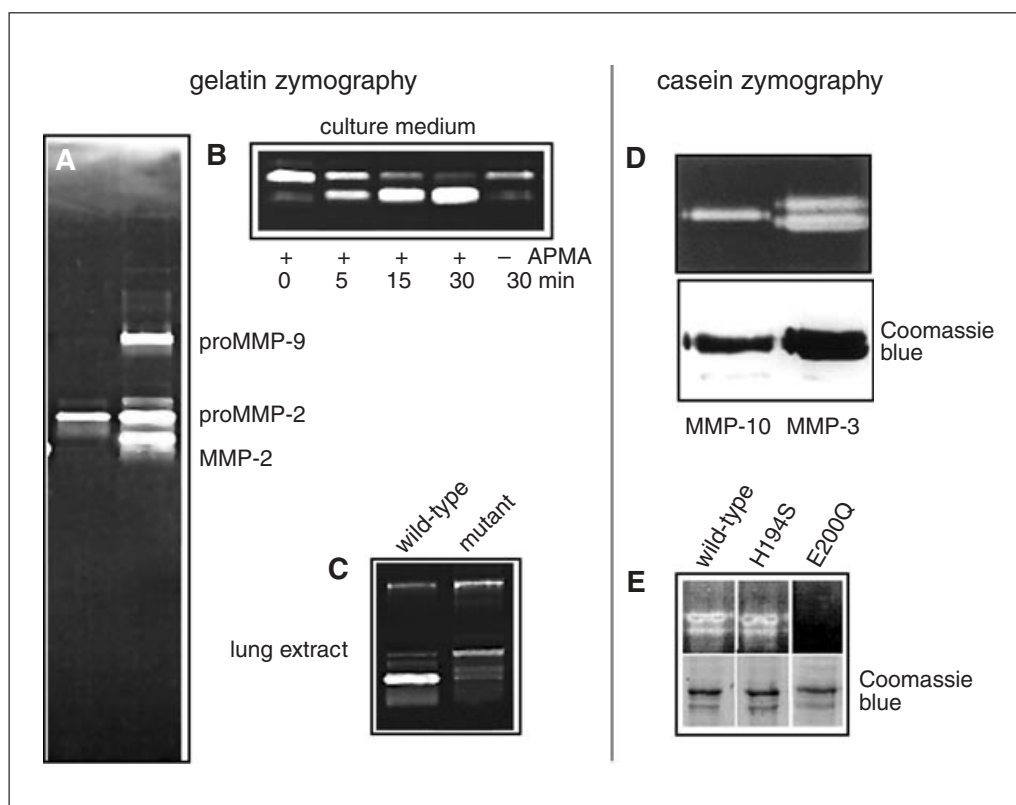 gelatin zymography
casein zymography
A
B
culture medium
+ + + + – APMA
0 5 15 30 30 min
proMMP-9
proMMP-2
MMP-2
C
wild-type
mutant
lung extract
D
Coomassie
blue
MMP-10 MMP-3
wild-type
H194S
E200Q
E
Coomassie
blue